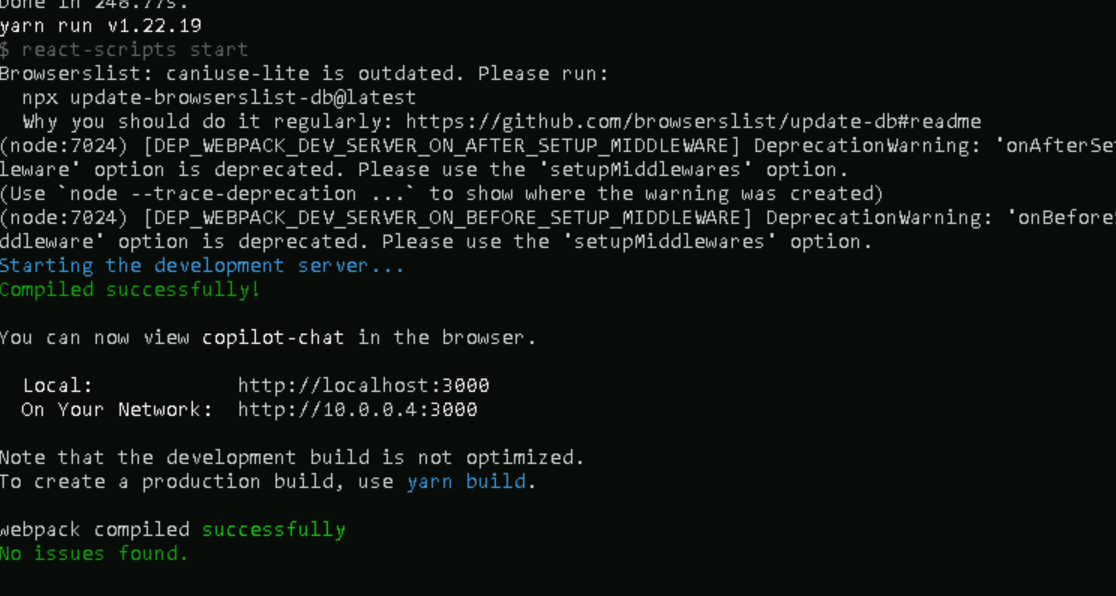 Done in 248.77s.
yarn run v1.22.19
$ react-scripts start
Browserslist: caniuse-lite is outdated. Please run:
  npx update-browserslist-db@latest
  Why you should do it regularly: https://github.com/browserslist/update-db#readme
(node:7024) [DEP_WEBPACK_DEV_SERVER_ON_AFTER_SETUP_MIDDLEWARE] DeprecationWarning: 'onAfterSet
leware' option is deprecated. Please use the 'setupMiddlewares' option.
(Use `node --trace-deprecation ...` to show where the warning was created)
(node:7024) [DEP_WEBPACK_DEV_SERVER_ON_BEFORE_SETUP_MIDDLEWARE] DeprecationWarning: 'onBeforeS
ddleware' option is deprecated. Please use the 'setupMiddlewares' option.
Starting the development server...
Compiled successfully!

You can now view copilot-chat in the browser.

  Local:            http://localhost:3000
  On Your Network:  http://10.0.0.4:3000

Note that the development build is not optimized.
To create a production build, use yarn build.

webpack compiled successfully
No issues found.